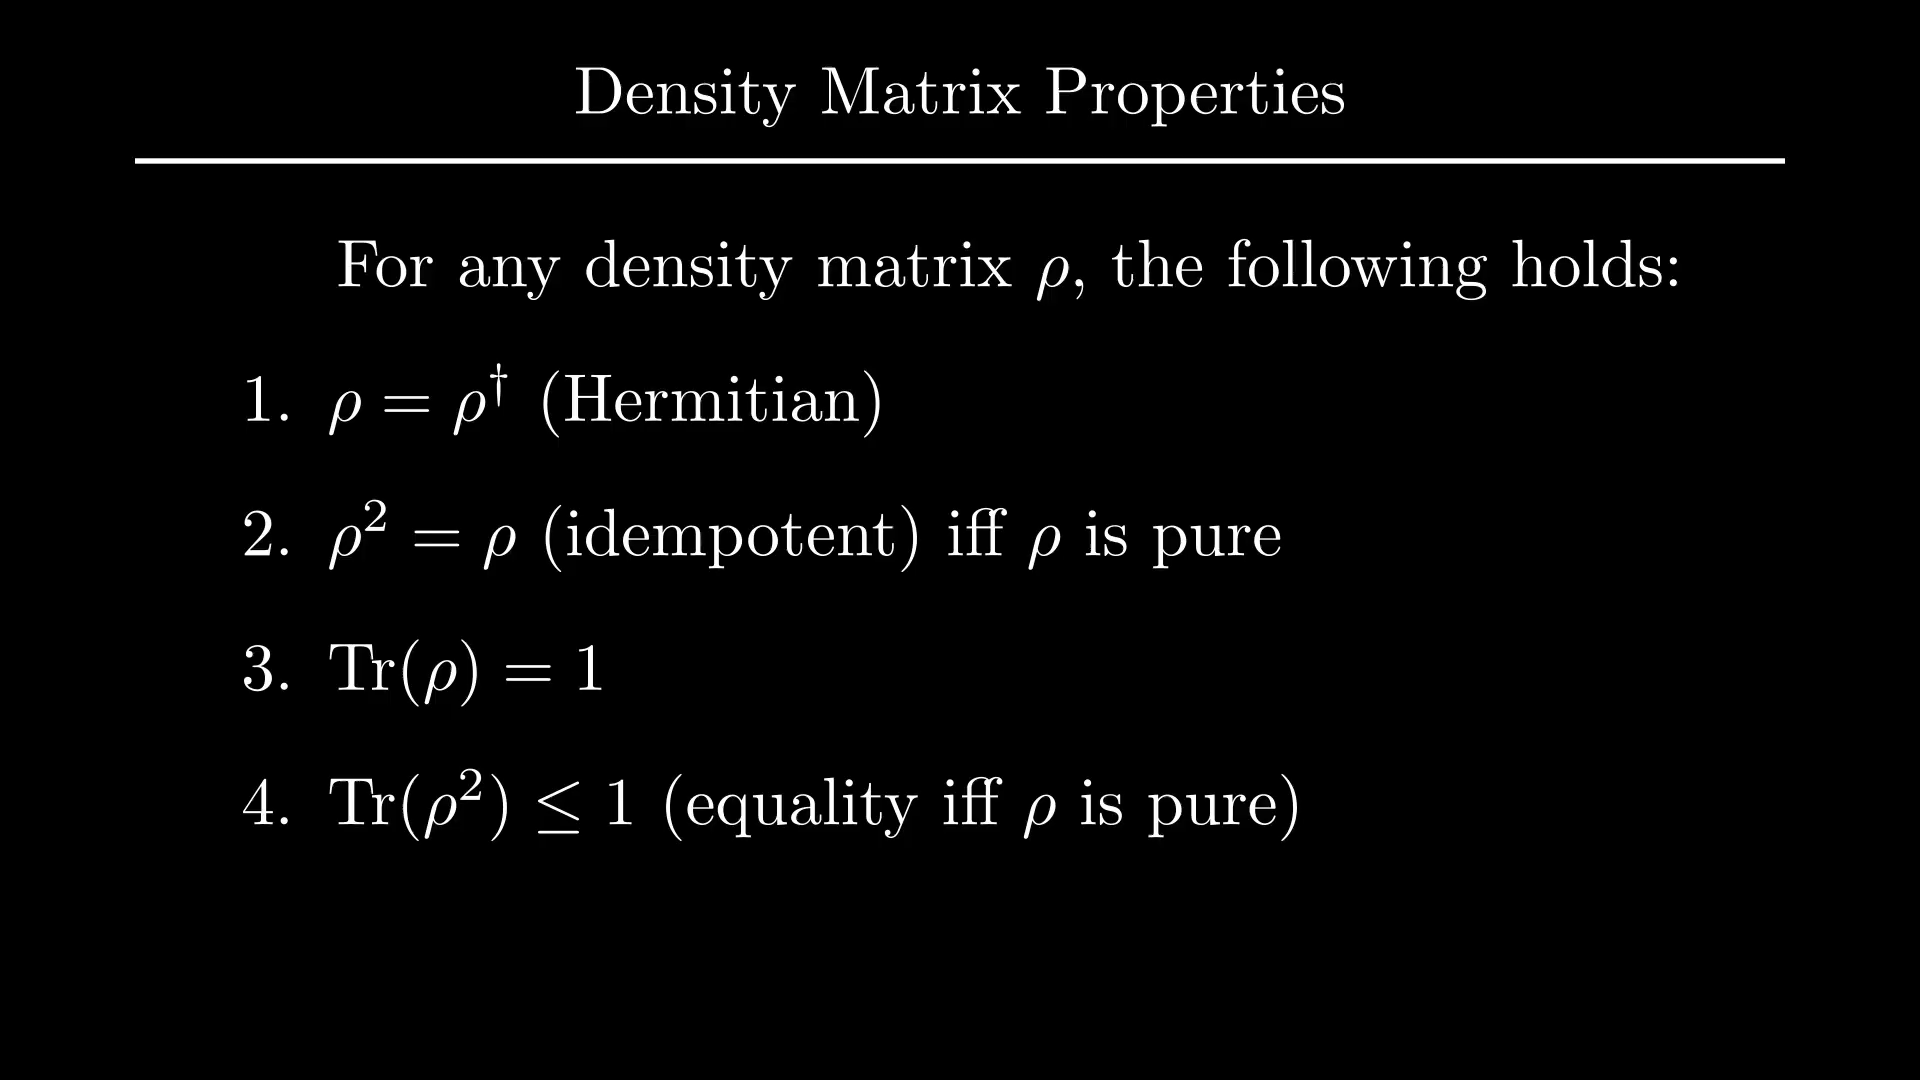 Density Matrix Properties
For any density matrix ρ, the following holds:
1. ρ = ρ† (Hermitian)
2. ρ² = ρ (idempotent) iff ρ is pure
3. Tr(ρ) = 1
4. Tr(ρ²) ≤ 1 (equality iff ρ is pure)